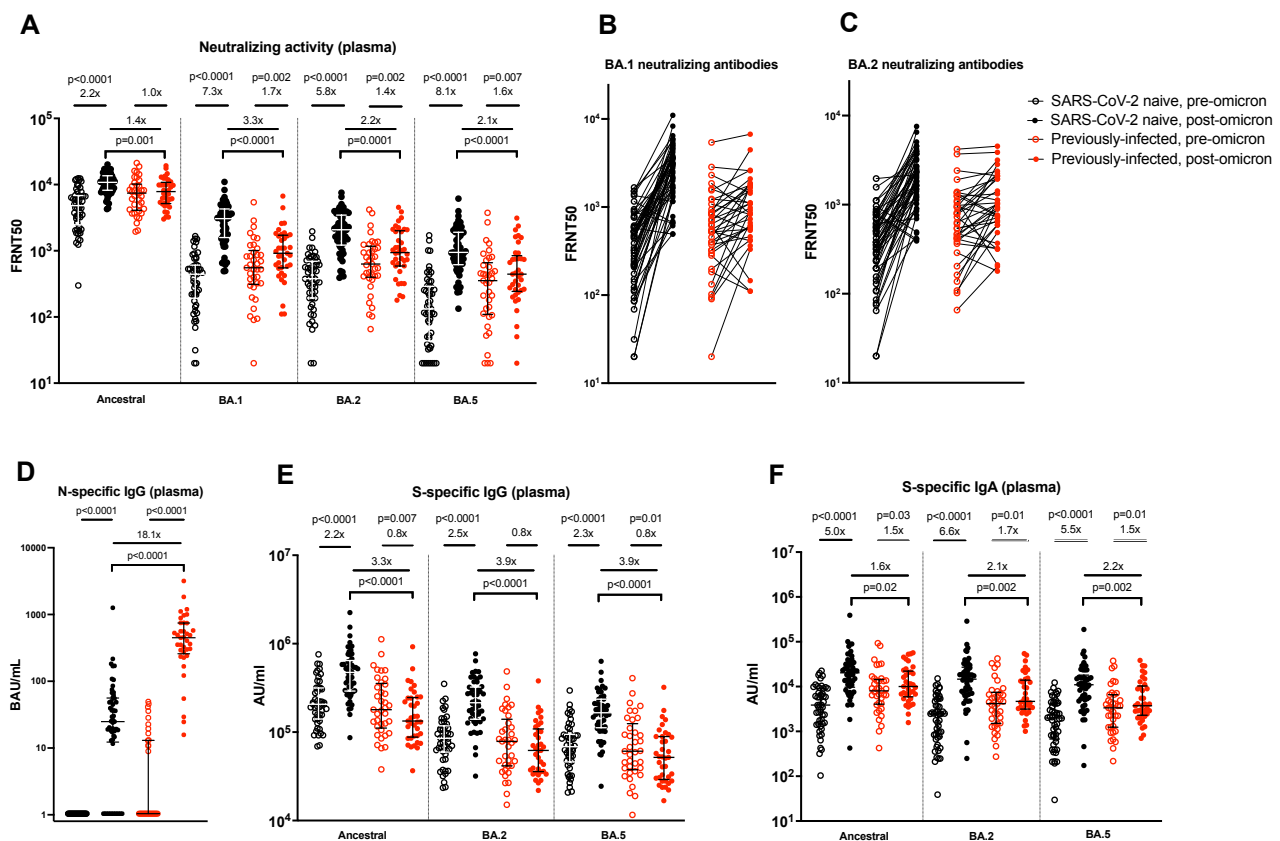 A
Neutralizing activity (plasma)
p<0.0001
2.2x 1.0x
p<0.0001 p=0.002
7.3x 1.7x
p<0.0001 p=0.002
5.8x 1.4x
p<0.0001 p=0.007
8.1x 1.6x
1.4x 3.3x 2.2x 2.1x
p=0.001 p<0.0001 p<0.0001 p<0.0001
FRNT50
10^5
10^4
10^3
10^2
10^1
Ancestral BA.1 BA.2 BA.5
B
BA.1 neutralizing antibodies
FRNT50
10^4
10^3
10^2
10^1
C
BA.2 neutralizing antibodies
FRNT50
10^4
10^3
10^2
10^1
SARS-CoV-2 naive, pre-omicron
SARS-CoV-2 naive, post-omicron
Previously-infected, pre-omicron
Previously-infected, post-omicron
D
N-specific IgG (plasma)
p<0.0001 p<0.0001
18.1x
p<0.0001
BAU/mL
10000
1000
100
10
1
E
S-specific IgG (plasma)
p<0.0001 p=0.007
2.2x 0.8x
p<0.0001
2.5x 0.8x
p<0.0001 p=0.01
2.3x 0.8x
3.3x 3.9x 3.9x
p<0.0001 p<0.0001 p<0.0001
AU/ml
10^7
10^6
10^5
10^4
Ancestral BA.2 BA.5
F
S-specific IgA (plasma)
p<0.0001 p=0.03
5.0x 1.5x
p<0.0001 p=0.01
6.6x 1.7x
p<0.0001 p=0.01
5.5x 1.5x
1.6x 2.1x 2.2x
p=0.02 p=0.002 p=0.002
AU/ml
10^7
10^6
10^5
10^4
10^3
10^2
10^1
Ancestral BA.2 BA.5